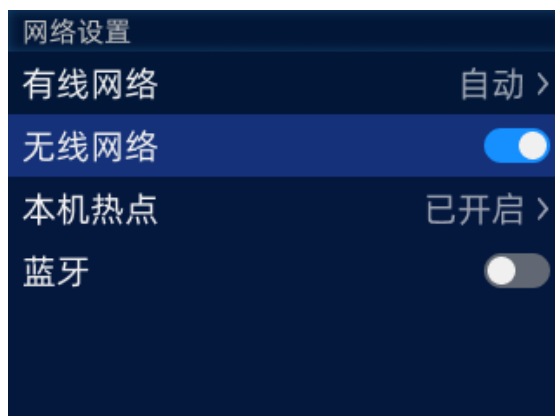 网络设置
有线网络 自动 >
无线网络
本机热点 已开启 >
蓝牙